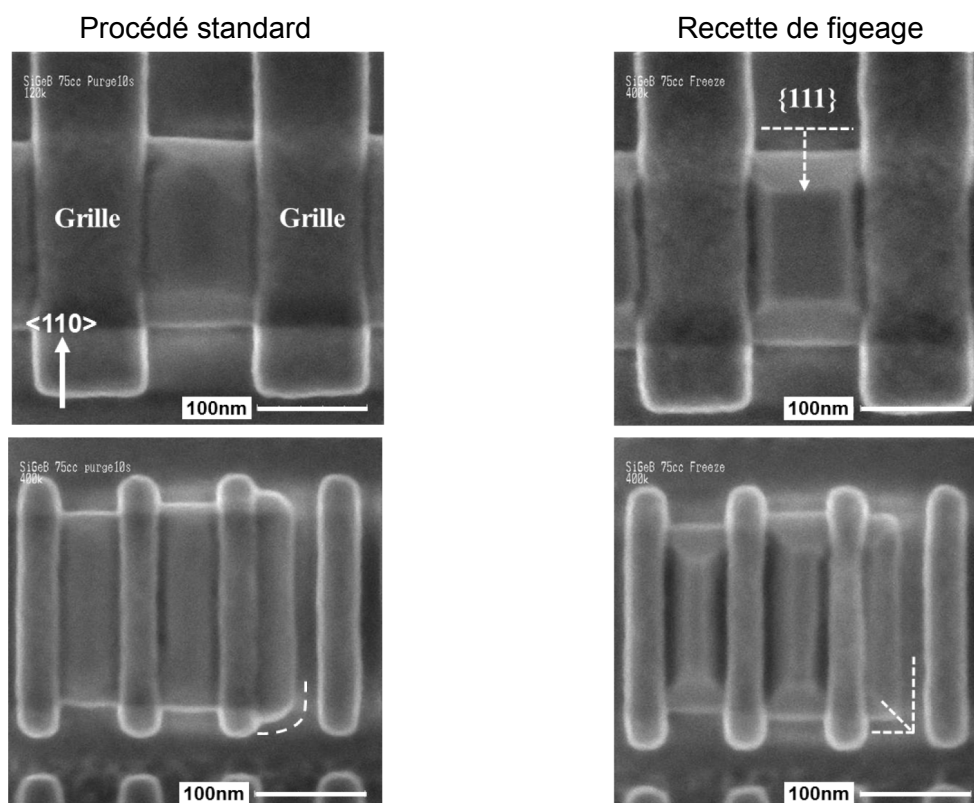 Procédé standard
Recette de figeage
SiGeB 75cc Purge10s
120k
Grille
Grille
<110>
100nm
SiGeB 75cc Freeze
400k
{111}
100nm
SiGeB 75cc purge10s
400k
100nm
SiGeB 75cc Freeze
400k
100nm